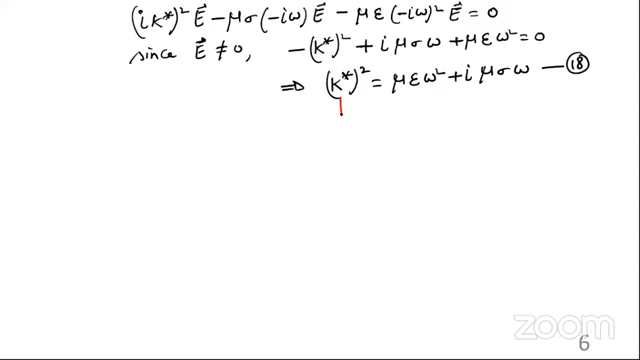 (iK*)² E⃗ − μσ(−iω) E⃗ − με(−iω)² E⃗ = 0
since E⃗ ≠ 0, −(K*)² + iμσω + μεω² = 0
⇒ (K*)² = μεω² + iμσω — ⑱
zoom
6